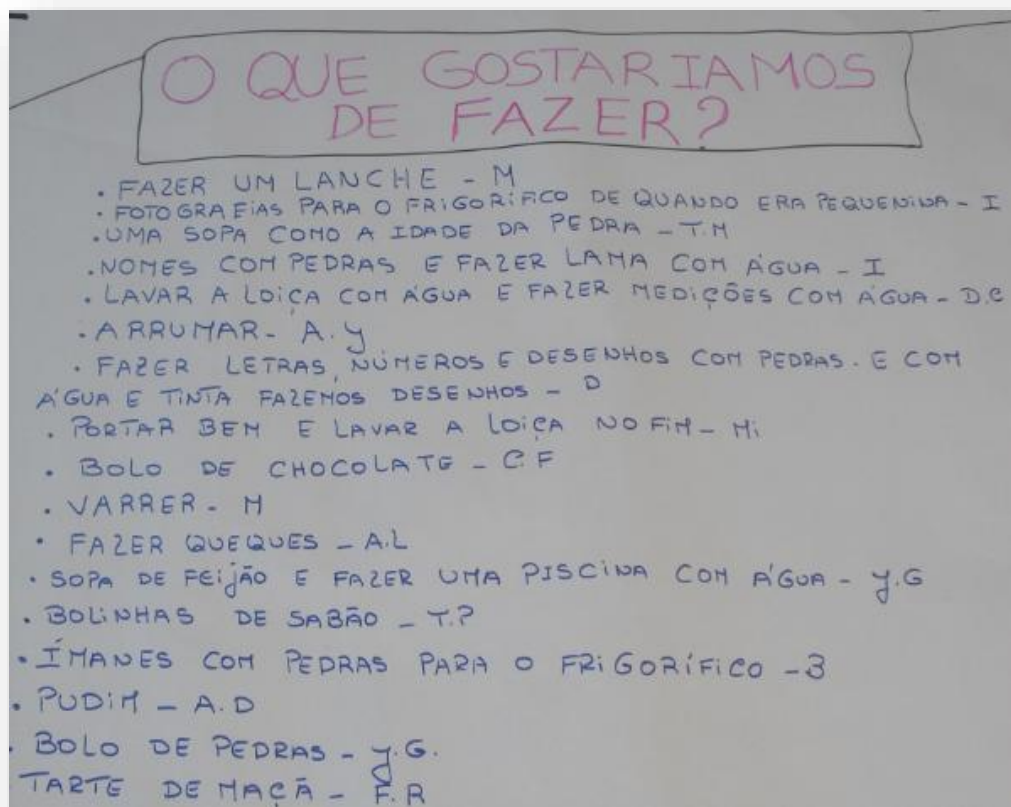 O QUE GOSTARIAMOS
DE FAZER?
. FAZER UM LANCHE - M
. FOTOGRAFIAS PARA O FRIGORÍFICO DE QUANDO ERA PEQUENINA - I
. UMA SOPA COMO A IDADE DA PEDRA - T.M
. NOMES COM PEDRAS E FAZER LAMA COM ÁGUA - I
. LAVAR A LOIÇA COM ÁGUA E FAZER MEDIÇÕES COM ÁGUA - D.C
. ARRUMAR - A.Y
. FAZER LETRAS, NÚMEROS E DESENHOS COM PEDRAS. E COM
ÁGUA E TINTA FAZEMOS DESENHOS - D
. PORTAR BEM E LAVAR A LOIÇA NO FIM - Mi
. BOLO DE CHOCOLATE - C.F
. VARRER - M
. FAZER QUEQUES - A.L
. SOPA DE FEIJÃO E FAZER UMA PISCINA COM ÁGUA - Y.G
. BOLINHAS DE SABÃO - T.P
. ÍMANES COM PEDRAS PARA O FRIGORÍFICO - B
. PUDIM - A.D
. BOLO DE PEDRAS - Y.G.
TARTE DE MAÇÃ - F.R